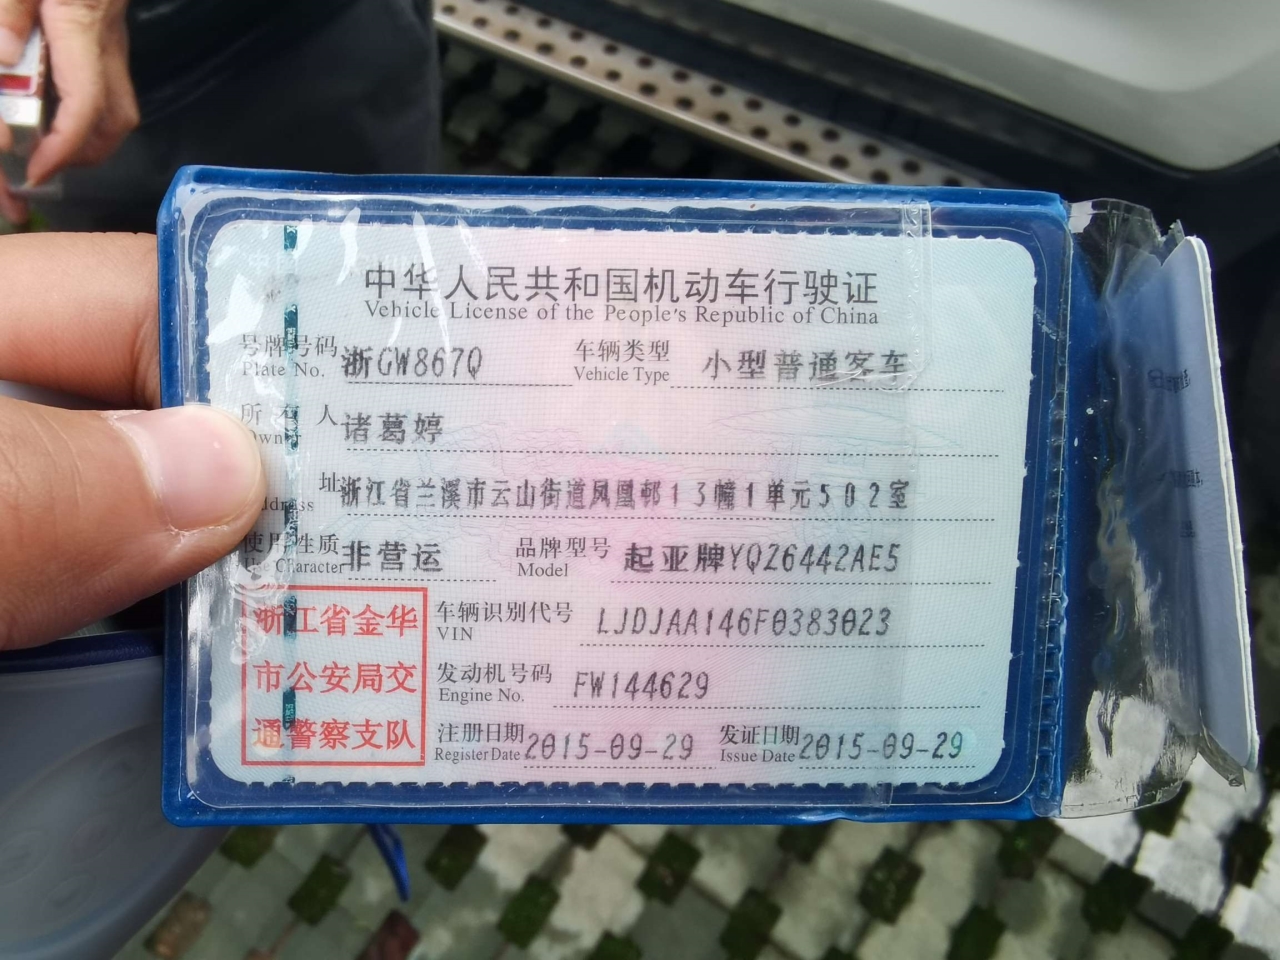 中华人民共和国机动车行驶证
Vehicle License of the People's Republic of China
号牌号码 浙GW867Q 车辆类型 小型普通客车
Plate No. Vehicle Type
所有人 诸葛婷
Owner
址 浙江省兰溪市云山街道凤凰邨13幢1单元502室
ddress
使用性质 非营运 品牌型号 起亚牌YQZ6442AE5
Use Character Model
浙江省金华
市公安局交
通警察支队
车辆识别代号 LJDJAA146F0383023
VIN
发动机号码 FW144629
Engine No.
注册日期 2015-09-29 发证日期 2015-09-29
Register Date Issue Date